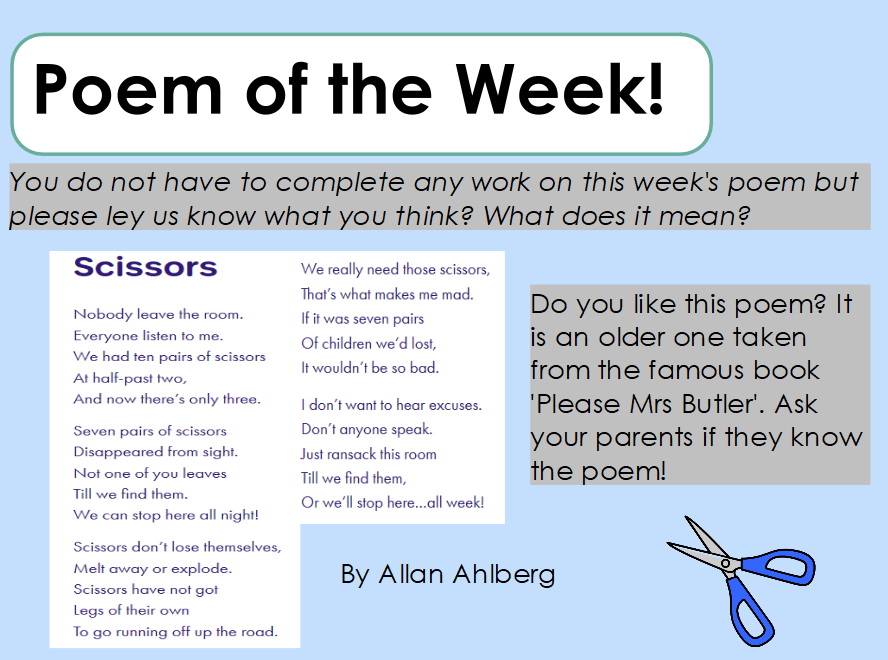 Poem of the Week!
You do not have to complete any work on this week's poem but
please ley us know what you think? What does it mean?
Scissors
Nobody leave the room.
Everyone listen to me.
We had ten pairs of scissors
At half-past two,
And now there's only three.
Seven pairs of scissors
Disappeared from sight.
Not one of you leaves
Till we find them.
We can stop here all night!
Scissors don't lose themselves,
Melt away or explode.
Scissors have not got
Legs of their own
To go running off up the road.
We really need those scissors,
That's what makes me mad.
If it was seven pairs
Of children we'd lost,
It wouldn't be so bad.
I don't want to hear excuses.
Don't anyone speak.
Just ransack this room
Till we find them,
Or we'll stop here...all week!
Do you like this poem? It
is an older one taken
from the famous book
'Please Mrs Butler'. Ask
your parents if they know
the poem!
By Allan Ahlberg